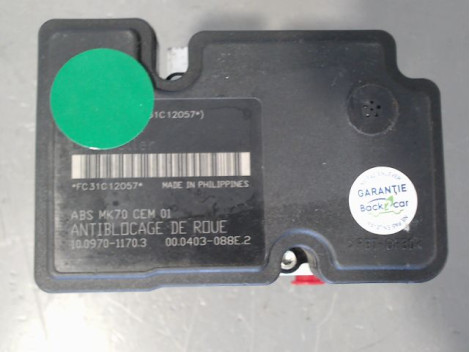 31C12057*)
*FC31C12057* MADE IN PHILIPPINES
ABS MK70 CEM 01
ANTIBLOCAGE DE ROUE
10.0970-1170.3 00.0403-088E.2
GARANTIE
Back2car